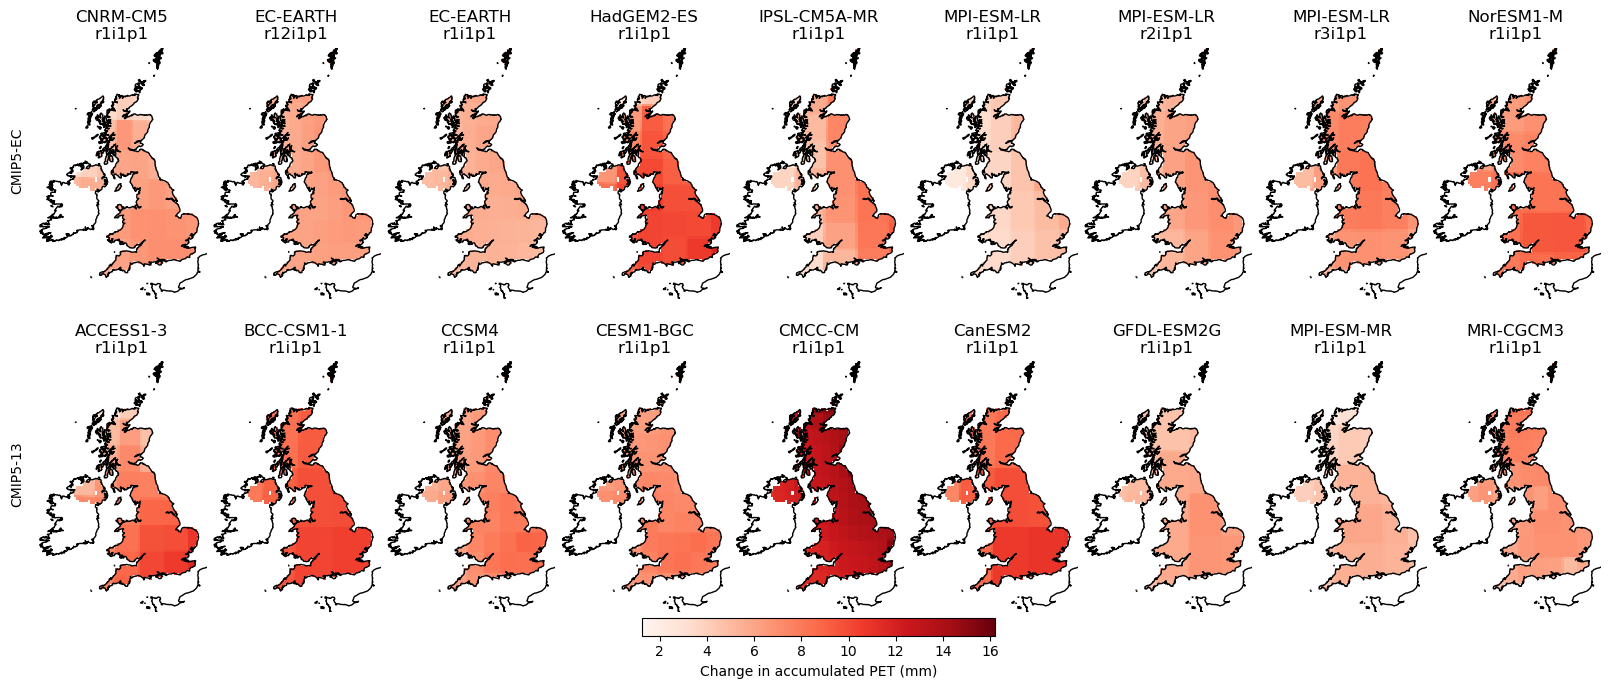 CNRM-CM5 EC-EARTH EC-EARTH HadGEM2-ES IPSL-CM5A-MR MPI-ESM-LR MPI-ESM-LR MPI-ESM-LR NorESM1-M
r1i1p1 r12i1p1 r1i1p1 r1i1p1 r1i1p1 r1i1p1 r2i1p1 r3i1p1 r1i1p1
CMIP5-EC
ACCESS1-3 BCC-CSM1-1 CCSM4 CESM1-BGC CMCC-CM CanESM2 GFDL-ESM2G MPI-ESM-MR MRI-CGCM3
r1i1p1 r1i1p1 r1i1p1 r1i1p1 r1i1p1 r1i1p1 r1i1p1 r1i1p1 r1i1p1
CMIP5-13
2 4 6 8 10 12 14 16
Change in accumulated PET (mm)